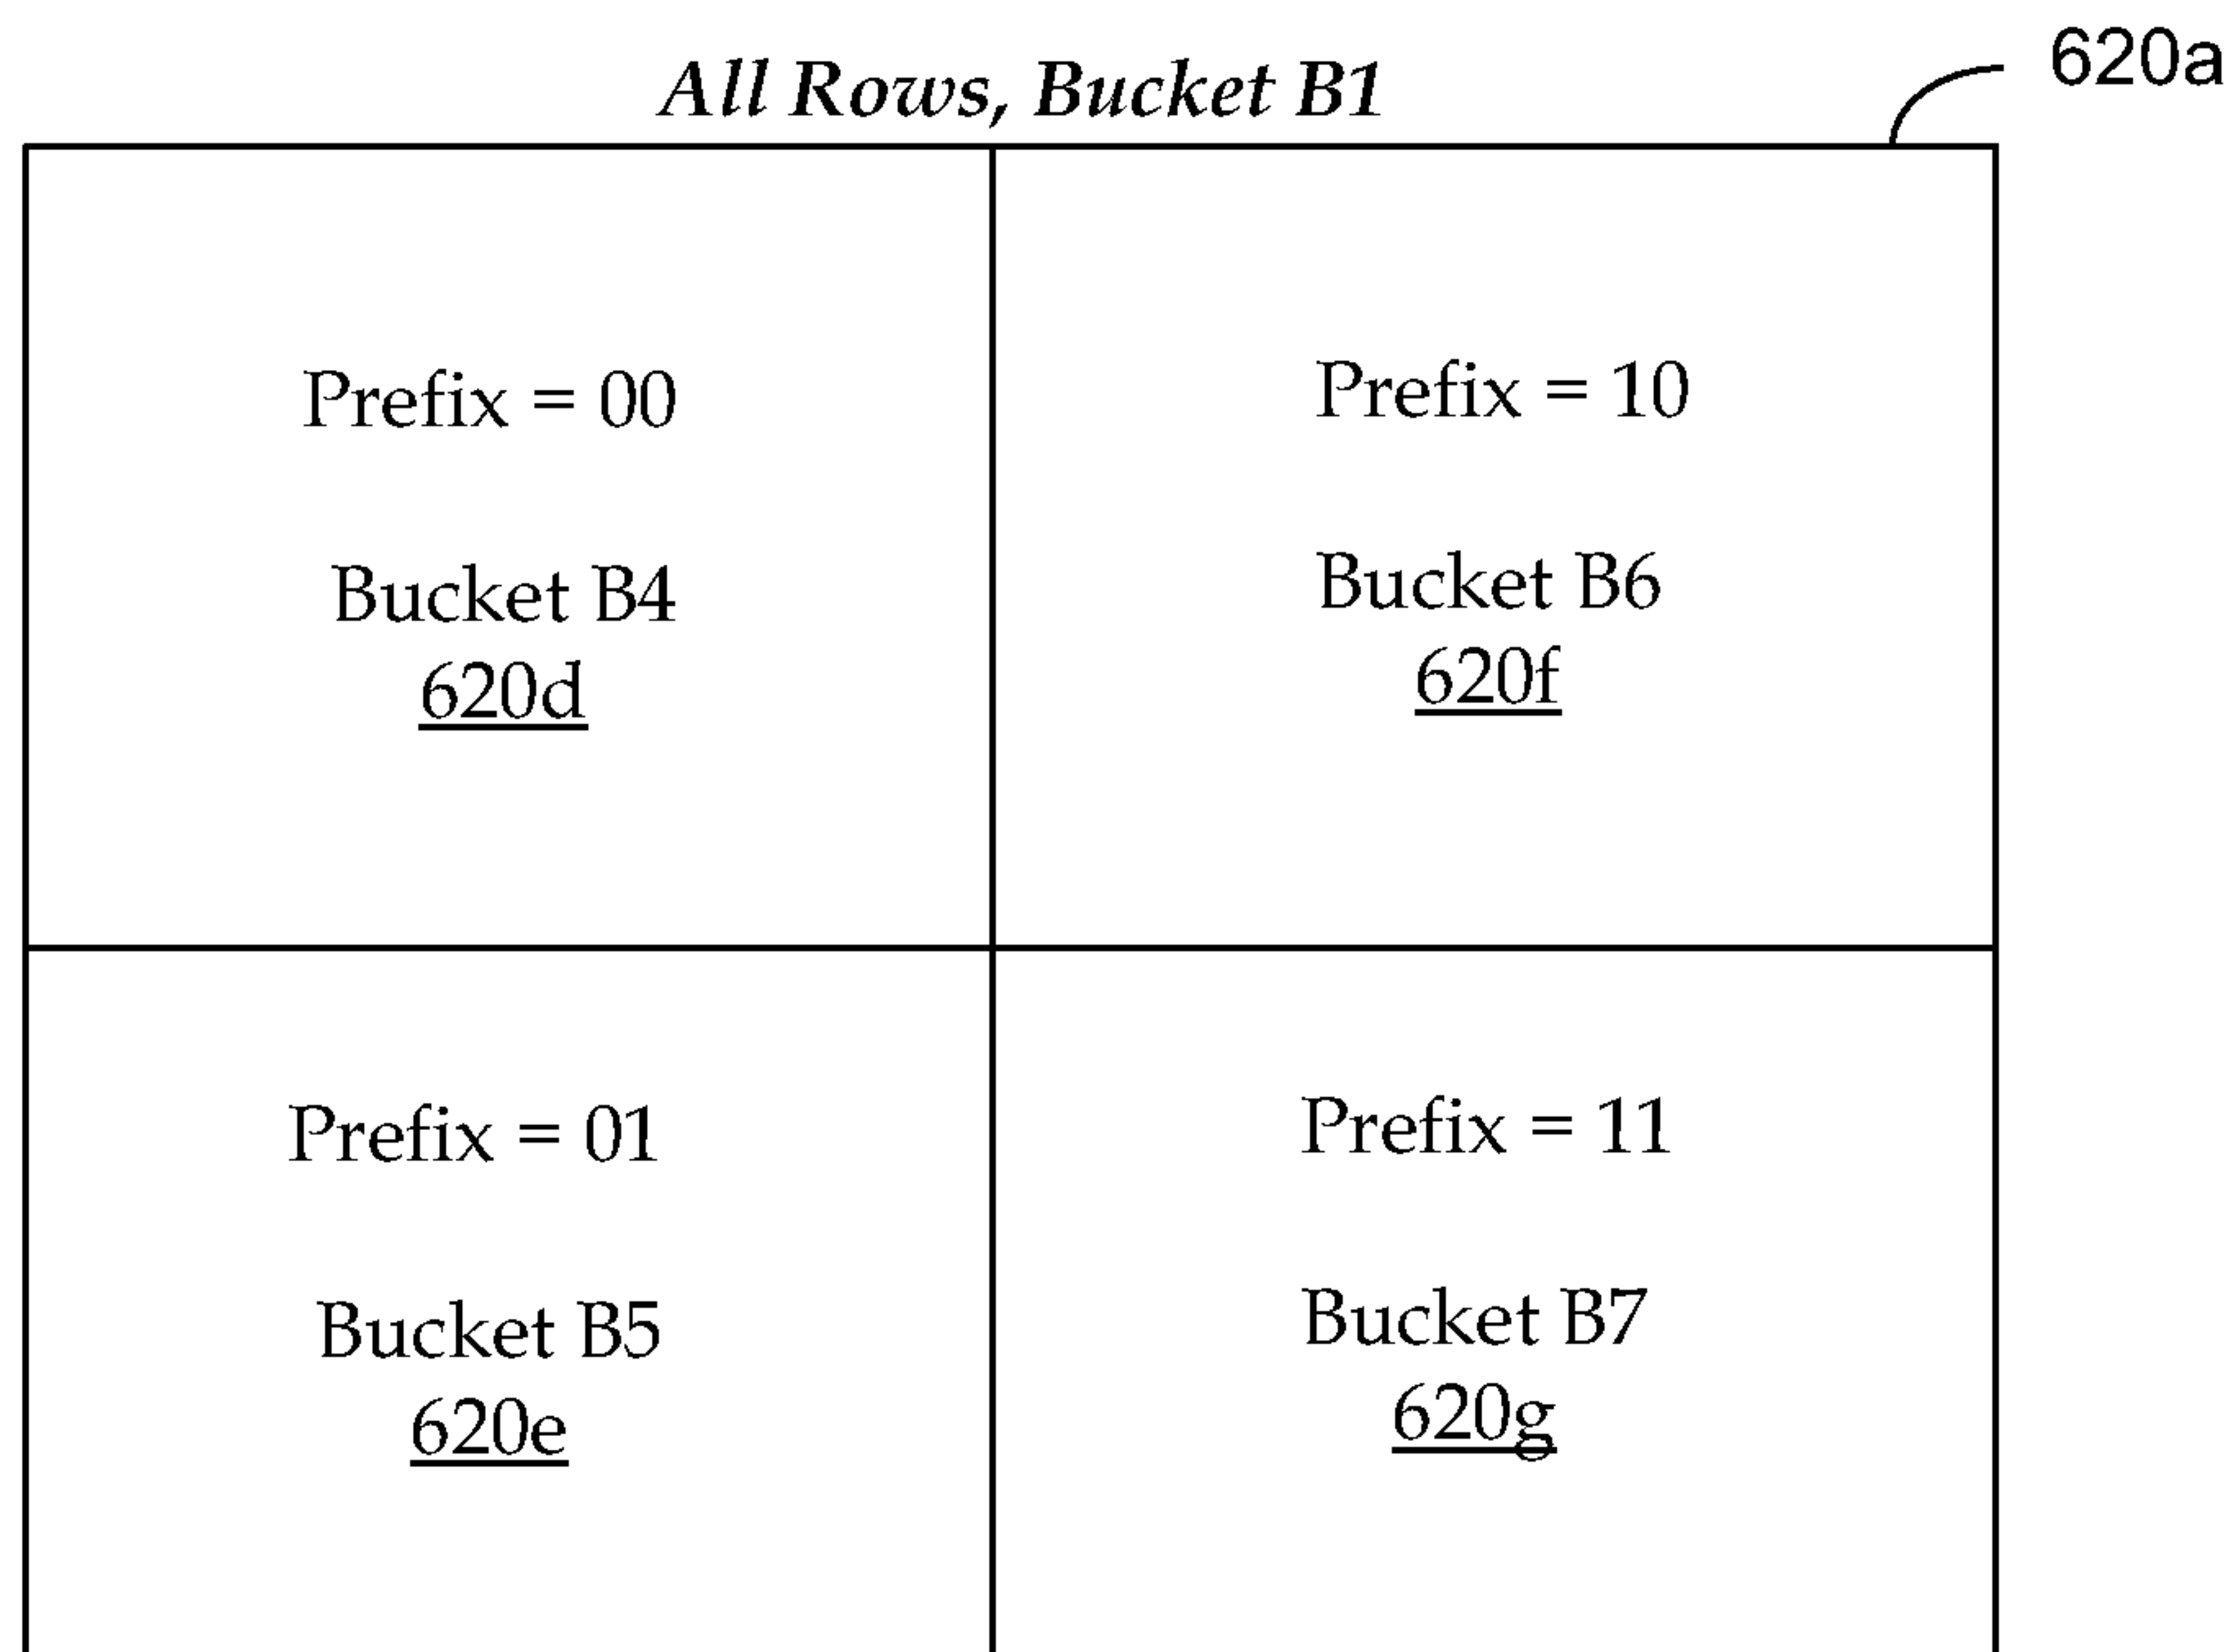 All Rows, Bucket B1
620a
Prefix = 00
Bucket B4
620d
Prefix = 10
Bucket B6
620f
Prefix = 01
Bucket B5
620e
Prefix = 11
Bucket B7
620g